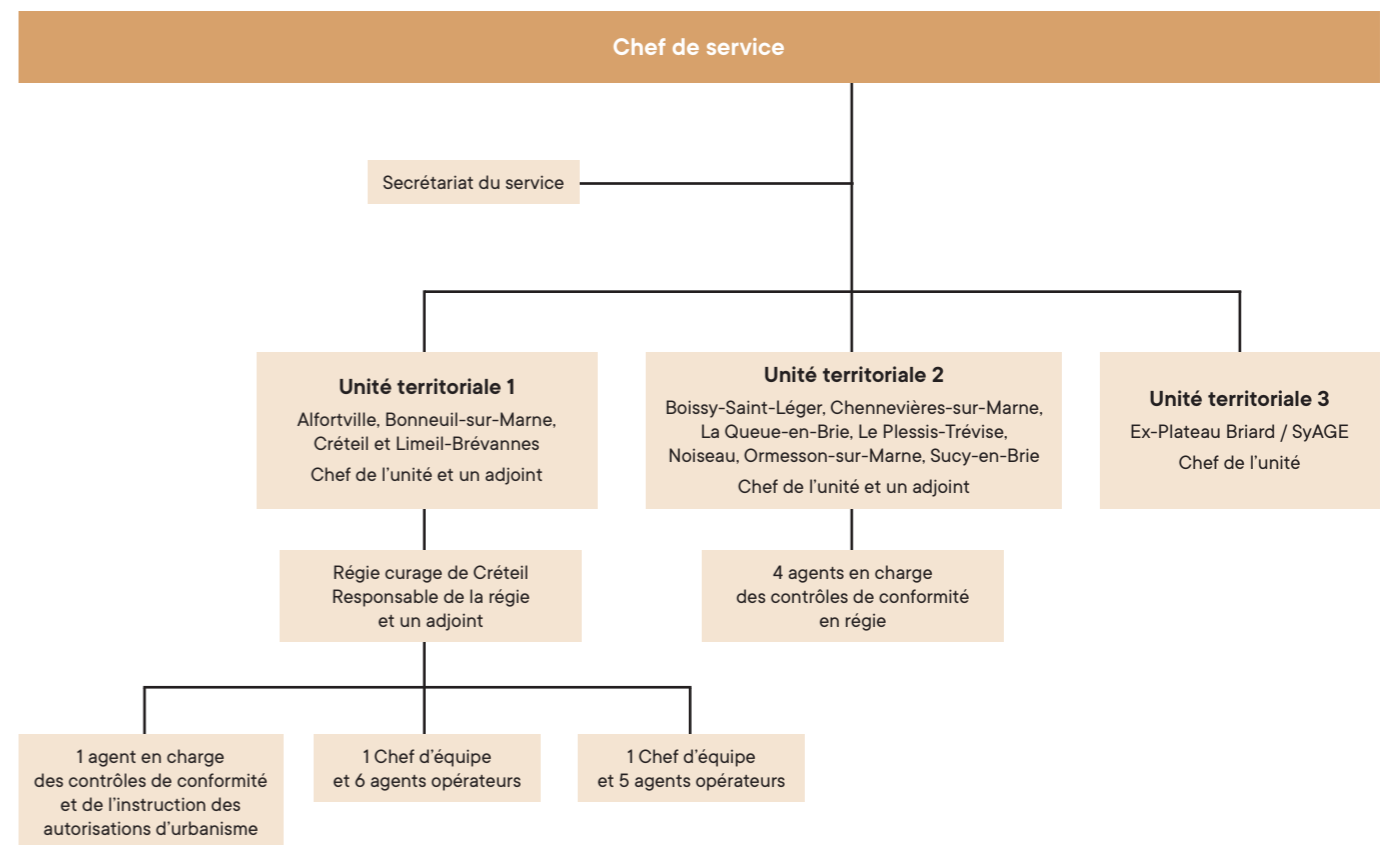 Chef de service
Secrétariat du service
Unité territoriale 1
Alfortville, Bonneuil-sur-Marne,
Créteil et Limeil-Brévannes
Chef de l’unité et un adjoint
Unité territoriale 2
Boissy-Saint-Léger, Chennevières-sur-Marne,
La Queue-en-Brie, Le Plessis-Trévise,
Noiseau, Ormesson-sur-Marne, Sucy-en-Brie
Chef de l’unité et un adjoint
Unité territoriale 3
Ex-Plateau Briard / SyAGE
Chef de l’unité
Régie curage de Créteil
Responsable de la régie
et un adjoint
4 agents en charge
des contrôles de conformité
en régie
1 agent en charge
des contrôles de conformité
et de l’instruction des
autorisations d’urbanisme
1 Chef d’équipe
et 6 agents opérateurs
1 Chef d’équipe
et 5 agents opérateurs